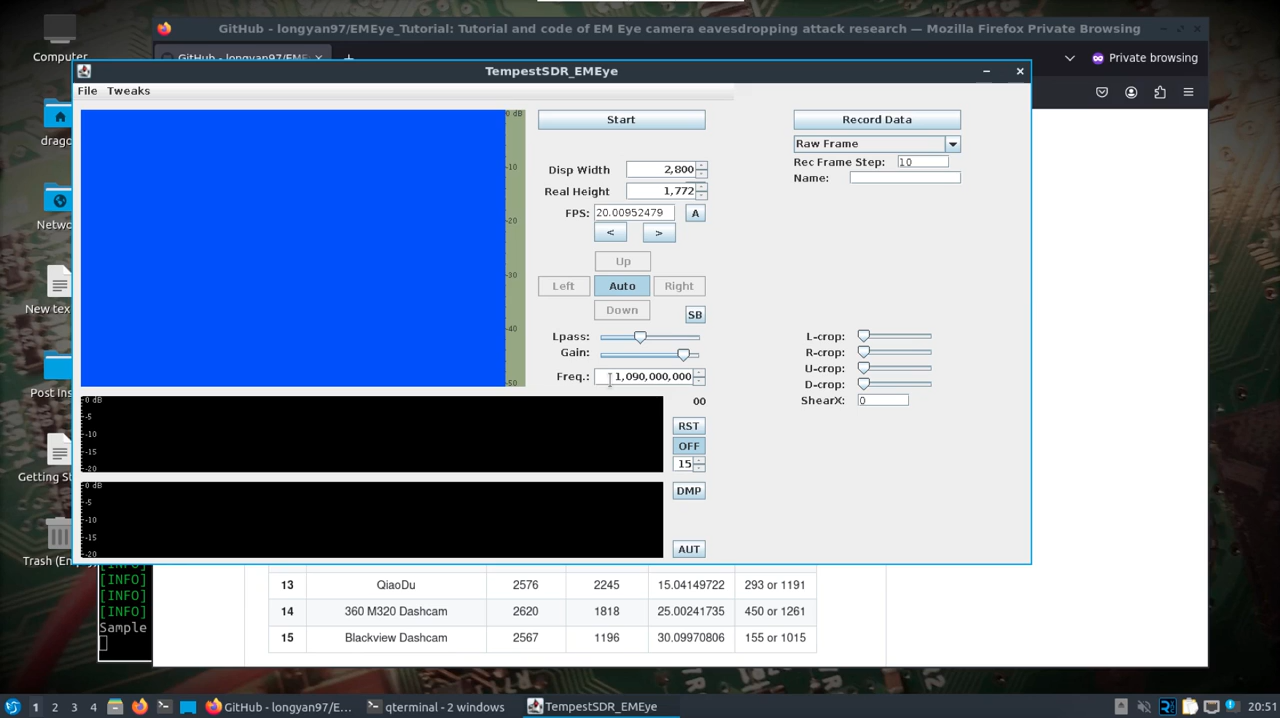 GitHub - longyan97/EMEye_Tutorial: Tutorial and code of EM Eye camera eavesdropping attack research — Mozilla Firefox Private Browsing
GitHub - longyan97/EME
Private browsing
Computer
drago
Netwo
New tex
Post Ins
Getting St
Trash (Em
TempestSDR_EMEye
File Tweaks
0 dB
-10
-20
-30
-40
-50
Start
Disp Width 2,800
Real Height 1,772
FPS: 20.00952479 A
< >
Up
Left Auto Right
Down
SB
Lpass:
Gain:
Freq.: 1,090,000,000
00
RST
OFF
15
DMP
AUT
0 dB
-5
-10
-15
-20
0 dB
-5
-10
-15
-20
Record Data
Raw Frame
Rec Frame Step: 10
Name:
L-crop:
R-crop:
U-crop:
D-crop:
ShearX: 0
[INFO]
[INFO]
[INFO]
[INFO]
Sample
13 QiaoDu 2576 2245 15.04149722 293 or 1191
14 360 M320 Dashcam 2620 1818 25.00241735 450 or 1261
15 Blackview Dashcam 2567 1196 30.09970806 155 or 1015
1 2 3 4 GitHub - longyan97/E... qterminal - 2 windows TempestSDR_EMEye 20:51